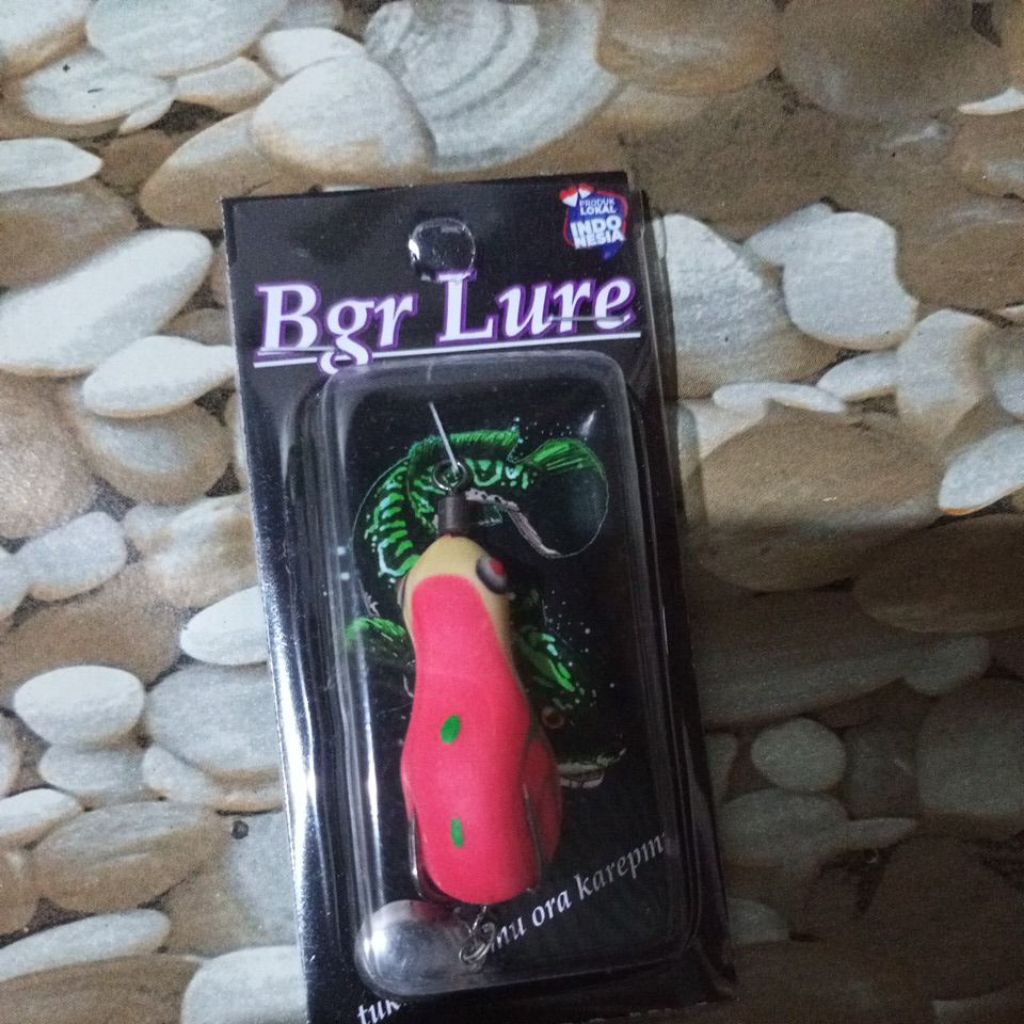 PRODUK
LOKAL
INDO
NESIA
Bgr Lure
ora karepm